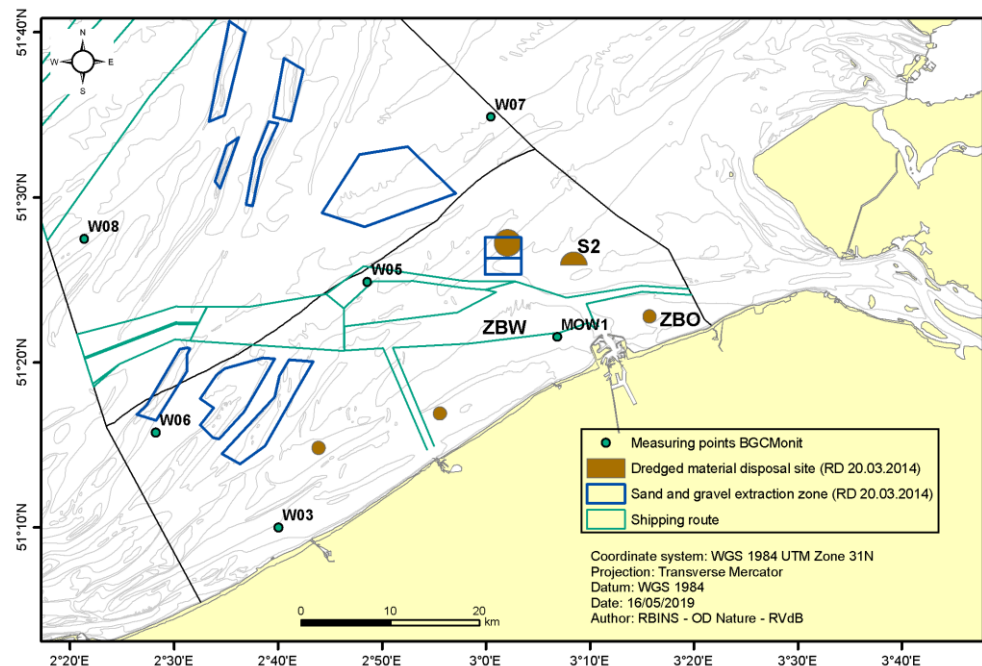 51°40'N
N
W E
S
W07
51°30'N
W08
S2
W05
ZBW
MOW1
ZBO
51°20'N
W06
Measuring points BGCMonit
Dredged material disposal site (RD 20.03.2014)
Sand and gravel extraction zone (RD 20.03.2014)
Shipping route
51°10'N
W03
Coordinate system: WGS 1984 UTM Zone 31N
Projection: Transverse Mercator
Datum: WGS 1984
Date: 16/05/2019
Author: RBINS - OD Nature - RVdB
0 10 20
km
2°20'E 2°30'E 2°40'E 2°50'E 3°0'E 3°10'E 3°20'E 3°30'E 3°40'E